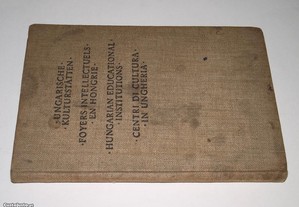 · UNGARISCHE ·
KULTURSTÄTTEN ·
· FOYERS INTELLECTUELS ·
· EN HONGRIE ·
· HUNGARIAN EDUCATIONAL ·
· INSTITUTIONS ·
· CENTRI DI CULTURA ·
· IN UNGHERIA ·